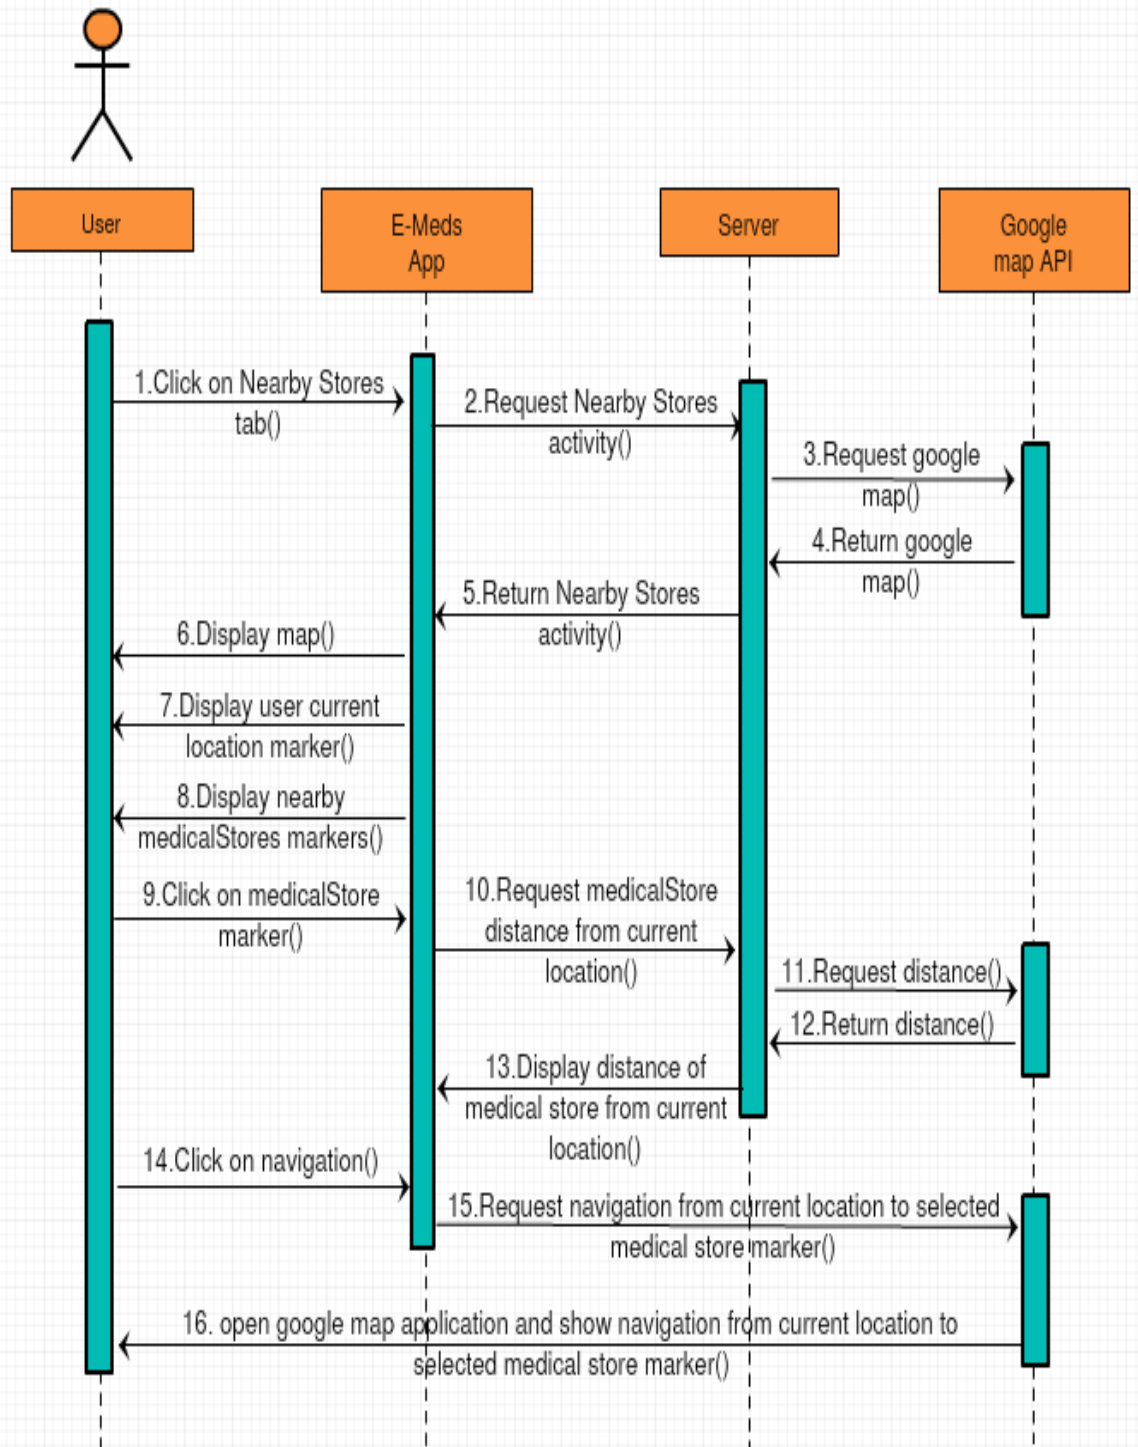 User
E-Meds
App
Server
Google
map API
1.Click on Nearby Stores
tab()
2.Request Nearby Stores
activity()
3.Request google
map()
4.Return google
map()
5.Return Nearby Stores
activity()
6.Display map()
7.Display user current
location marker()
8.Display nearby
medicalStores markers()
9.Click on medicalStore
marker()
10.Request medicalStore
distance from current
location()
11.Request distance()
12.Return distance()
13.Display distance of
medical store from current
location()
14.Click on navigation()
15.Request navigation from current location to selected
medical store marker()
16. open google map application and show navigation from current location to
selected medical store marker()